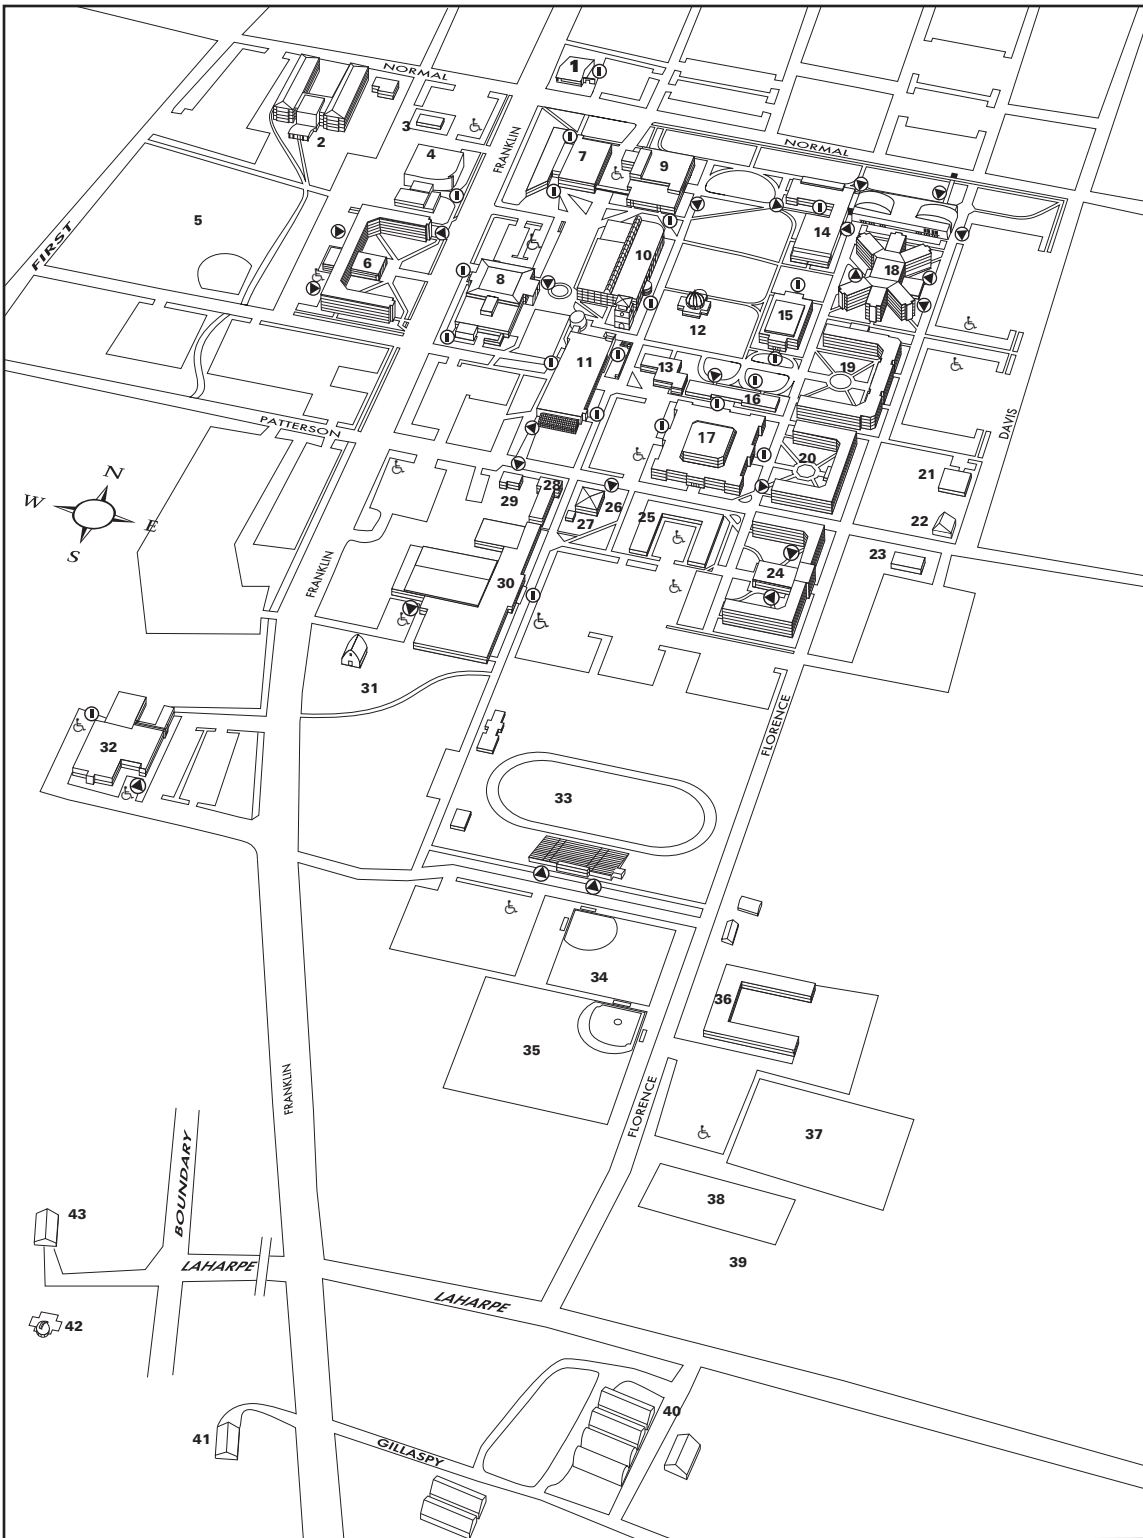 NORMAL
1
2
3
4
FRANKLIN
7
9
NORMAL
5
FIRST
6
8
10
14
18
12
15
11
13
19
16
PATTERSON
17
20
DAVIS
N
W
E
S
29
28
26
27
25
21
22
23
24
FRANKLIN
30
31
32
FLORENCE
33
34
36
35
FRANKLIN
FLORENCE
37
BOUNDARY
38
43
LAHARPE
39
LAHARPE
42
40
41
GILLASPY